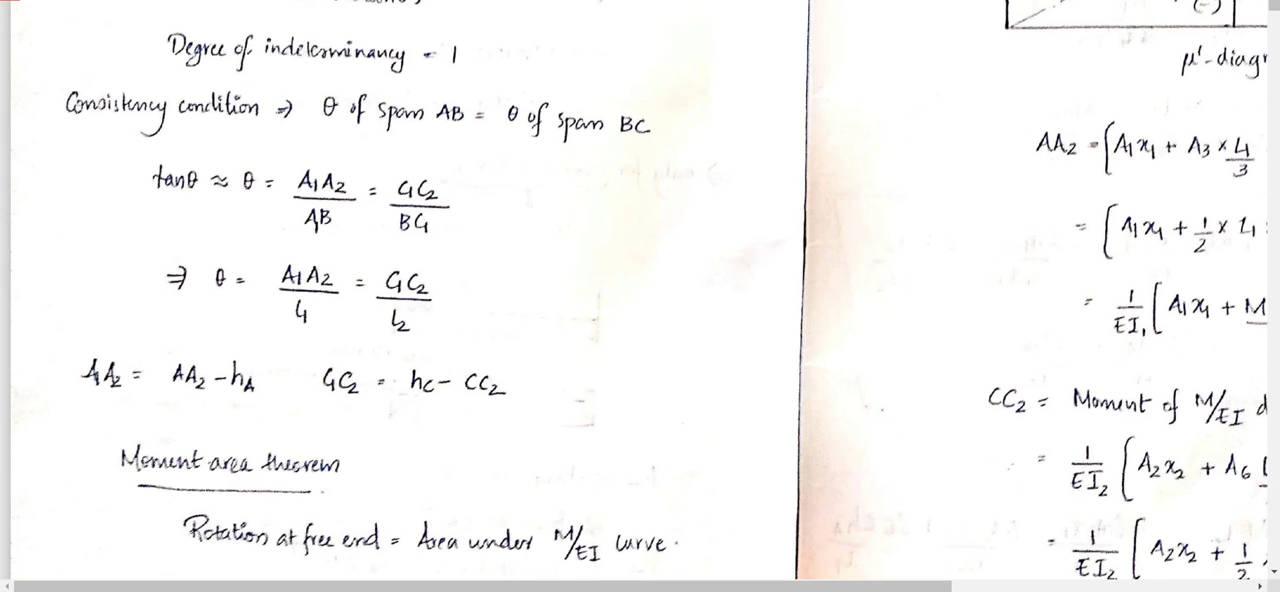 Degree of indeterminancy = 1
Consistency condition ⇒ θ of span AB = θ of span BC
tanθ ≈ θ = A1A2/AB = C1C2/BC1
⇒ θ = A1A2/L1 = C1C2/L2
A1A2 = AA2 - hA    C1C2 = hC - CC2
Moment area theorem
Rotation at free end = Area under M/EI curve.
(-)
μ'-diagr
AA2 = [A1x1 + A3 × L1/3
= [A1x1 + 1/2 × L1
= 1/EI1 [A1x1 + M
CC2 = Moment of M/EI d
= 1/EI2 [A2x2 + A6
= 1/EI2 [A2x2 + 1/2